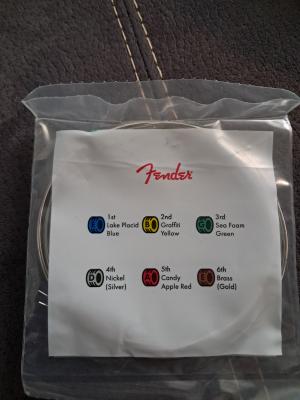 Fender
E
1st
Lake Placid
Blue
B
2nd
Graffiti
Yellow
G
3rd
Sea Foam
Green
D
4th
Nickel
(Silver)
A
5th
Candy
Apple Red
E
6th
Brass
(Gold)